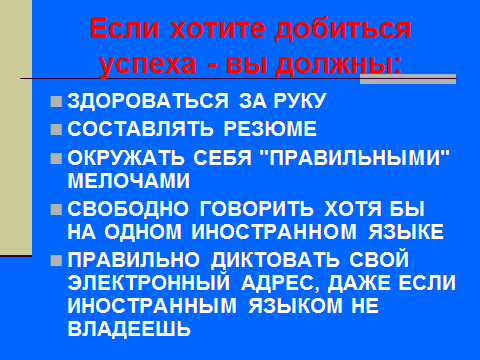 Если хотите добиться
успеха - вы должны:
ЗДОРОВАТЬСЯ ЗА РУКУ
СОСТАВЛЯТЬ РЕЗЮМЕ
ОКРУЖАТЬ СЕБЯ "ПРАВИЛЬНЫМИ"
МЕЛОЧАМИ
СВОБОДНО ГОВОРИТЬ ХОТЯ БЫ
НА ОДНОМ ИНОСТРАННОМ ЯЗЫКЕ
ПРАВИЛЬНО ДИКТОВАТЬ СВОЙ
ЭЛЕКТРОННЫЙ АДРЕС, ДАЖЕ ЕСЛИ
ИНОСТРАННЫМ ЯЗЫКОМ НЕ
ВЛАДЕЕШЬ